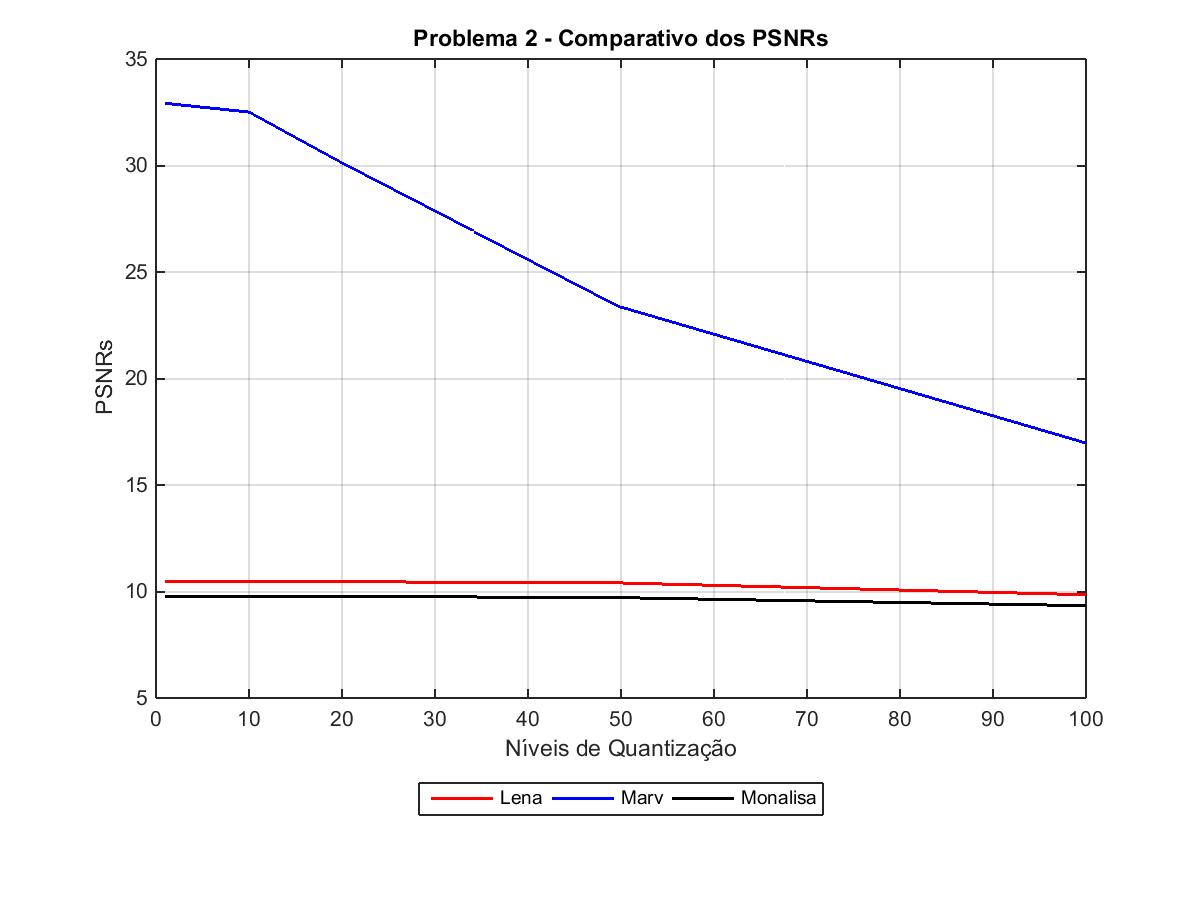 Problema 2 - Comparativo dos PSNRs
35
30
25
20
15
10
5
PSNRs
0 10 20 30 40 50 60 70 80 90 100
Níveis de Quantização
Lena Marv Monalisa